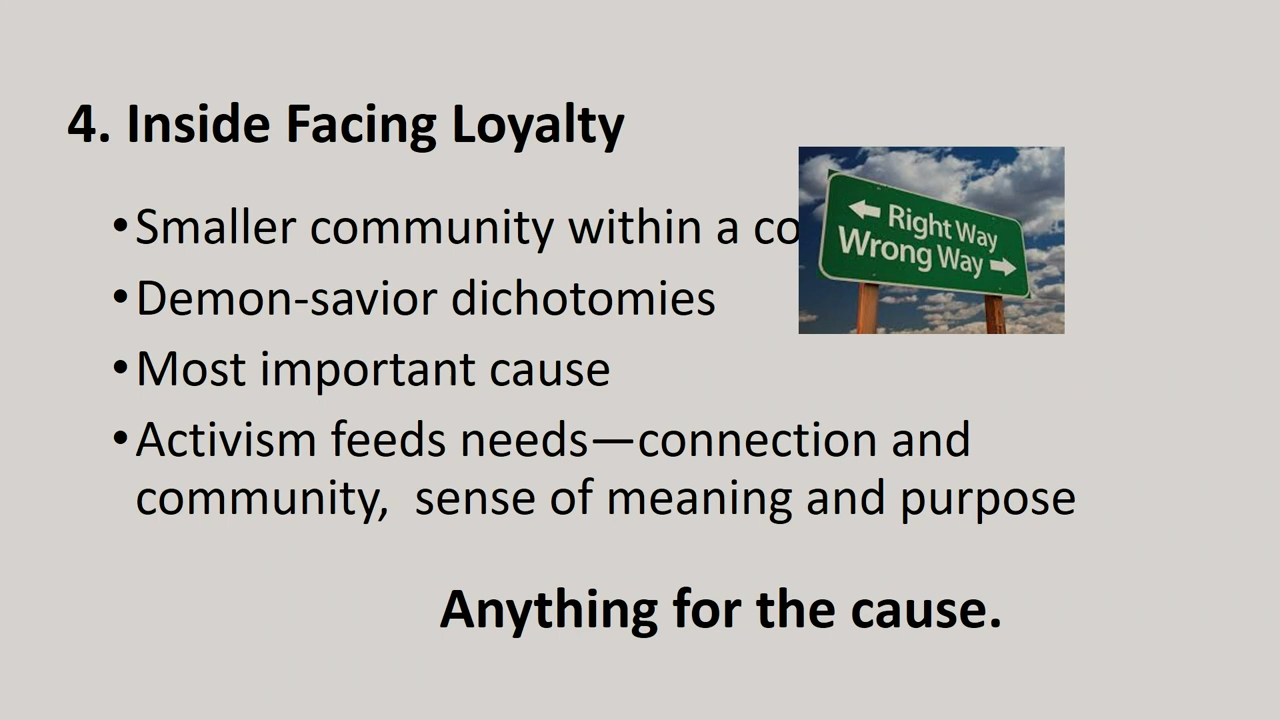 4. Inside Facing Loyalty
•Smaller community within a co
Right Way
Wrong Way
•Demon-savior dichotomies
•Most important cause
•Activism feeds needs—connection and
community,  sense of meaning and purpose
Anything for the cause.